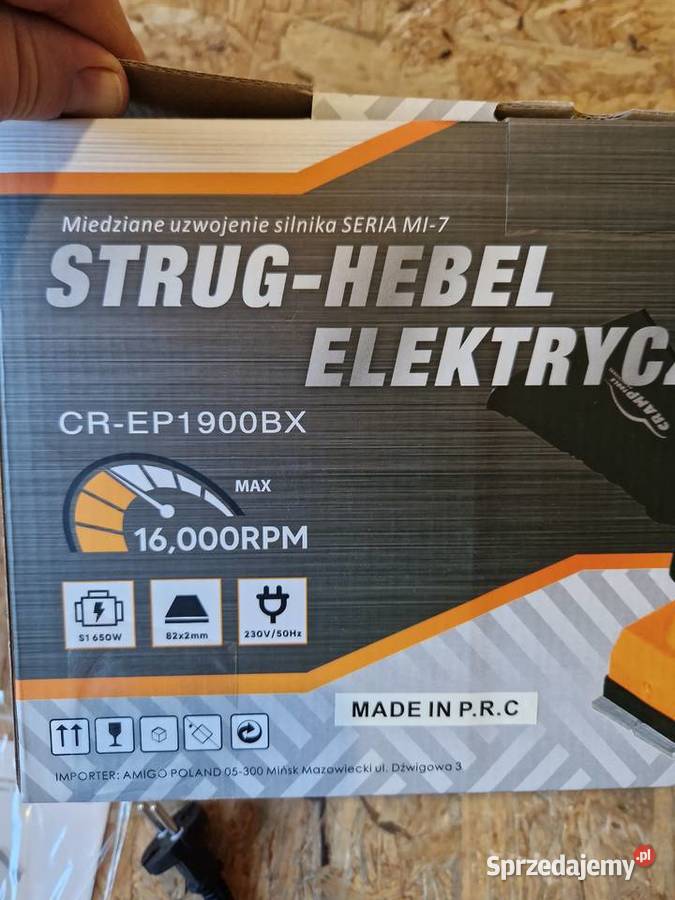 Miedziane uzwojenie silnika SERIA MI-7
STRUG-HEBEL
ELEKTRYCZ
CR-EP1900BX
MAX
16,000RPM
S1 650W
82x2mm
230V/50Hz
MADE IN P.R.C
IMPORTER: AMIGO POLAND 05-300 Mińsk Mazowiecki ul. Dźwigowa 3
Sprzedajemy.pl